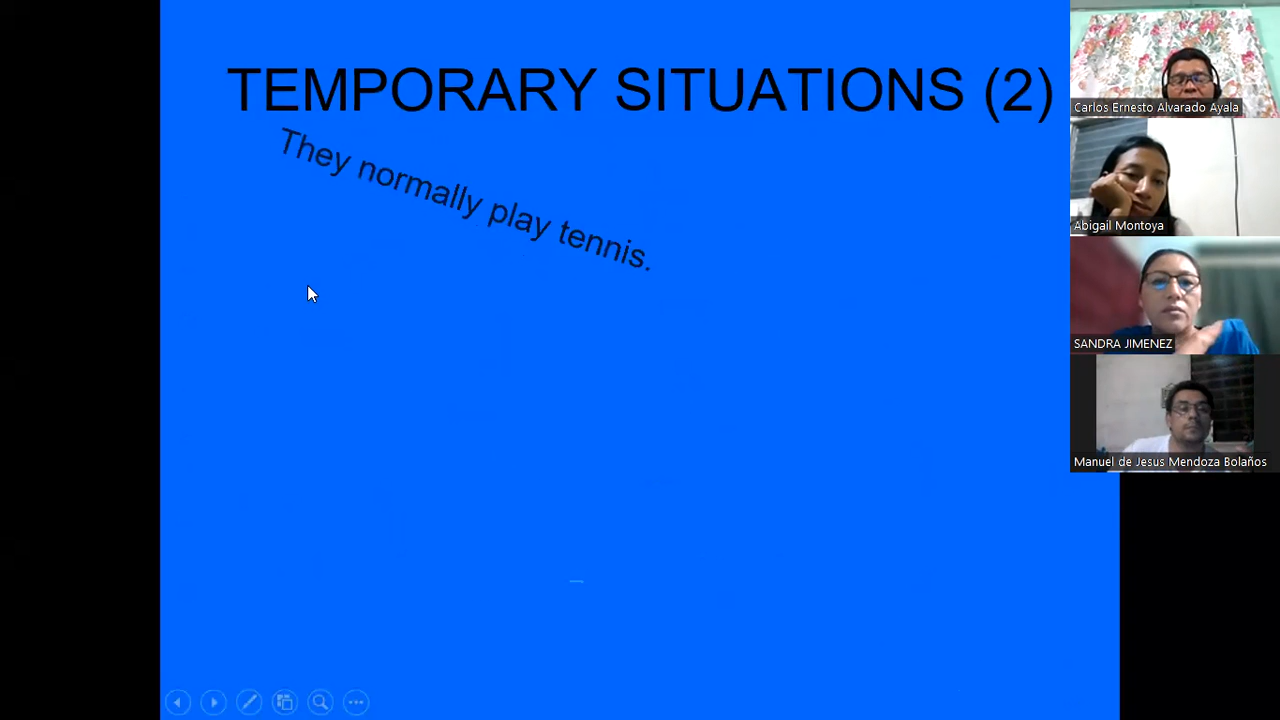 TEMPORARY SITUATIONS (2)
They normally play tennis.
Carlos Ernesto Alvarado Ayala
Abigail Montoya
SANDRA JIMENEZ
Manuel de Jesus Mendoza Bolaños